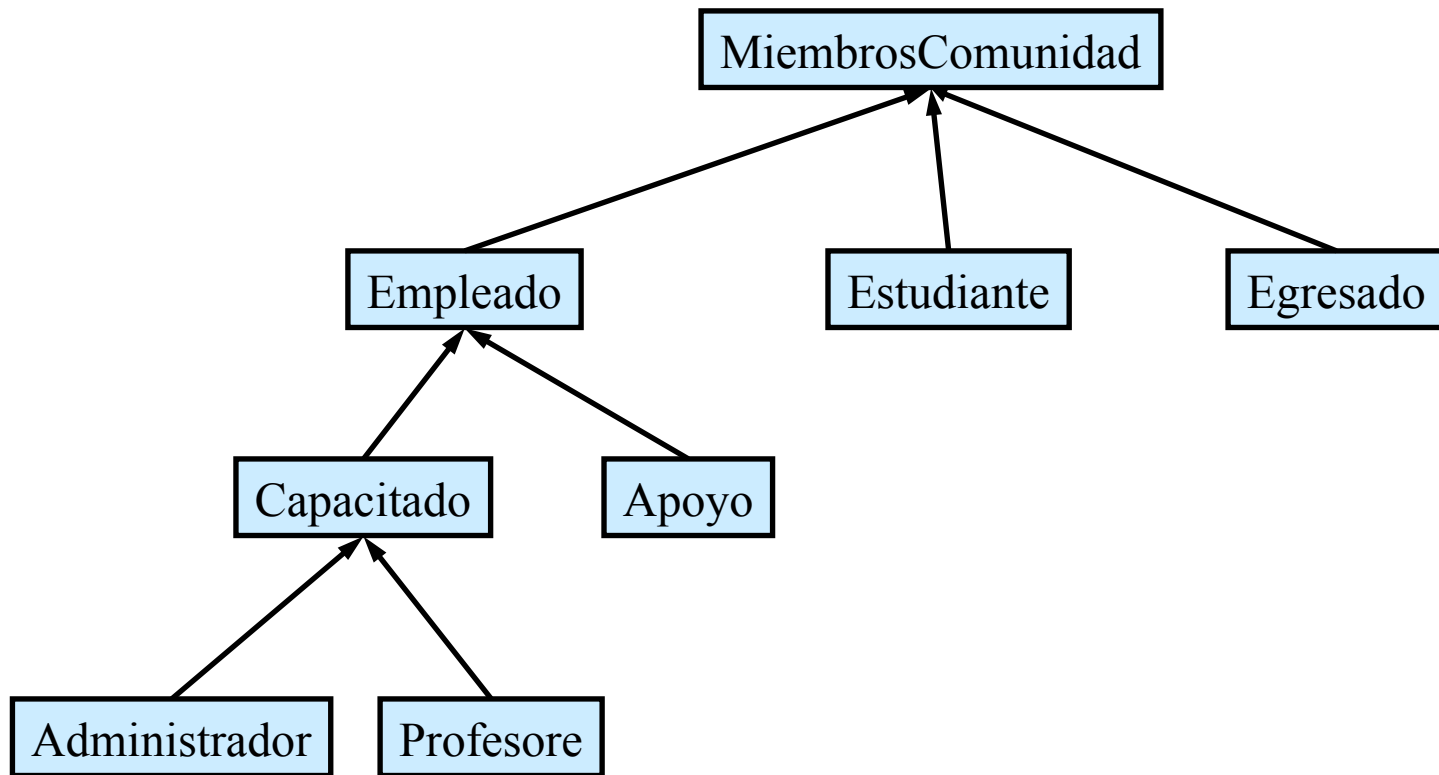 MiembrosComunidad
Empleado
Estudiante
Egresado
Capacitado
Apoyo
Administrador
Profesore